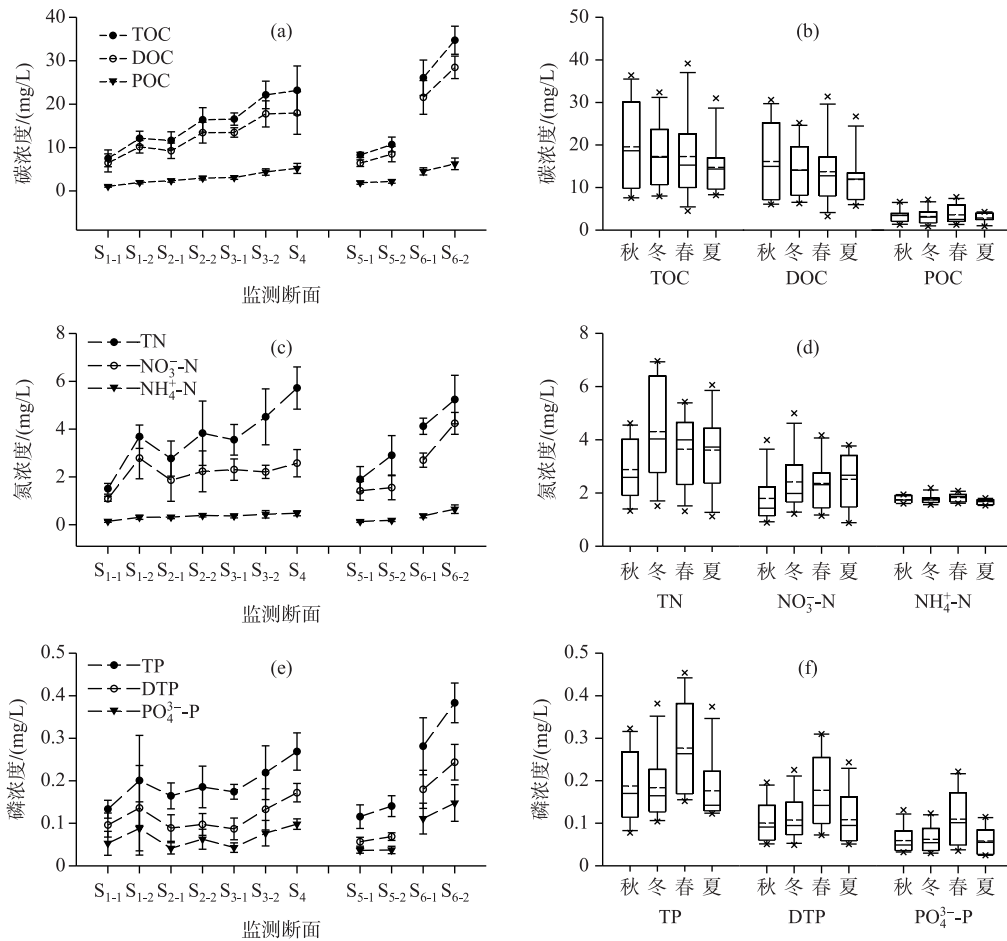 (a)
TOC
DOC
POC
碳浓度/(mg/L)
40
30
20
10
0
S1-1 S1-2 S2-1 S2-2 S3-1 S3-2 S4 S5-1 S5-2 S6-1 S6-2
监测断面
(b)
碳浓度/(mg/L)
50
40
30
20
10
0
秋 冬 春 夏 秋 冬 春 夏 秋 冬 春 夏
TOC DOC POC
(c)
TN
NO3−-N
NH4+-N
氮浓度/(mg/L)
8
6
4
2
0
S1-1 S1-2 S2-1 S2-2 S3-1 S3-2 S4 S5-1 S5-2 S6-1 S6-2
监测断面
(d)
氮浓度/(mg/L)
8
6
4
2
0
秋 冬 春 夏 秋 冬 春 夏 秋 冬 春 夏
TN NO3−-N NH4+-N
(e)
TP
DTP
PO43−-P
磷浓度/(mg/L)
0.5
0.4
0.3
0.2
0.1
0
S1-1 S1-2 S2-1 S2-2 S3-1 S3-2 S4 S5-1 S5-2 S6-1 S6-2
监测断面
(f)
磷浓度/(mg/L)
0.5
0.4
0.3
0.2
0.1
0
秋 冬 春 夏 秋 冬 春 夏 秋 冬 春 夏
TP DTP PO43−-P